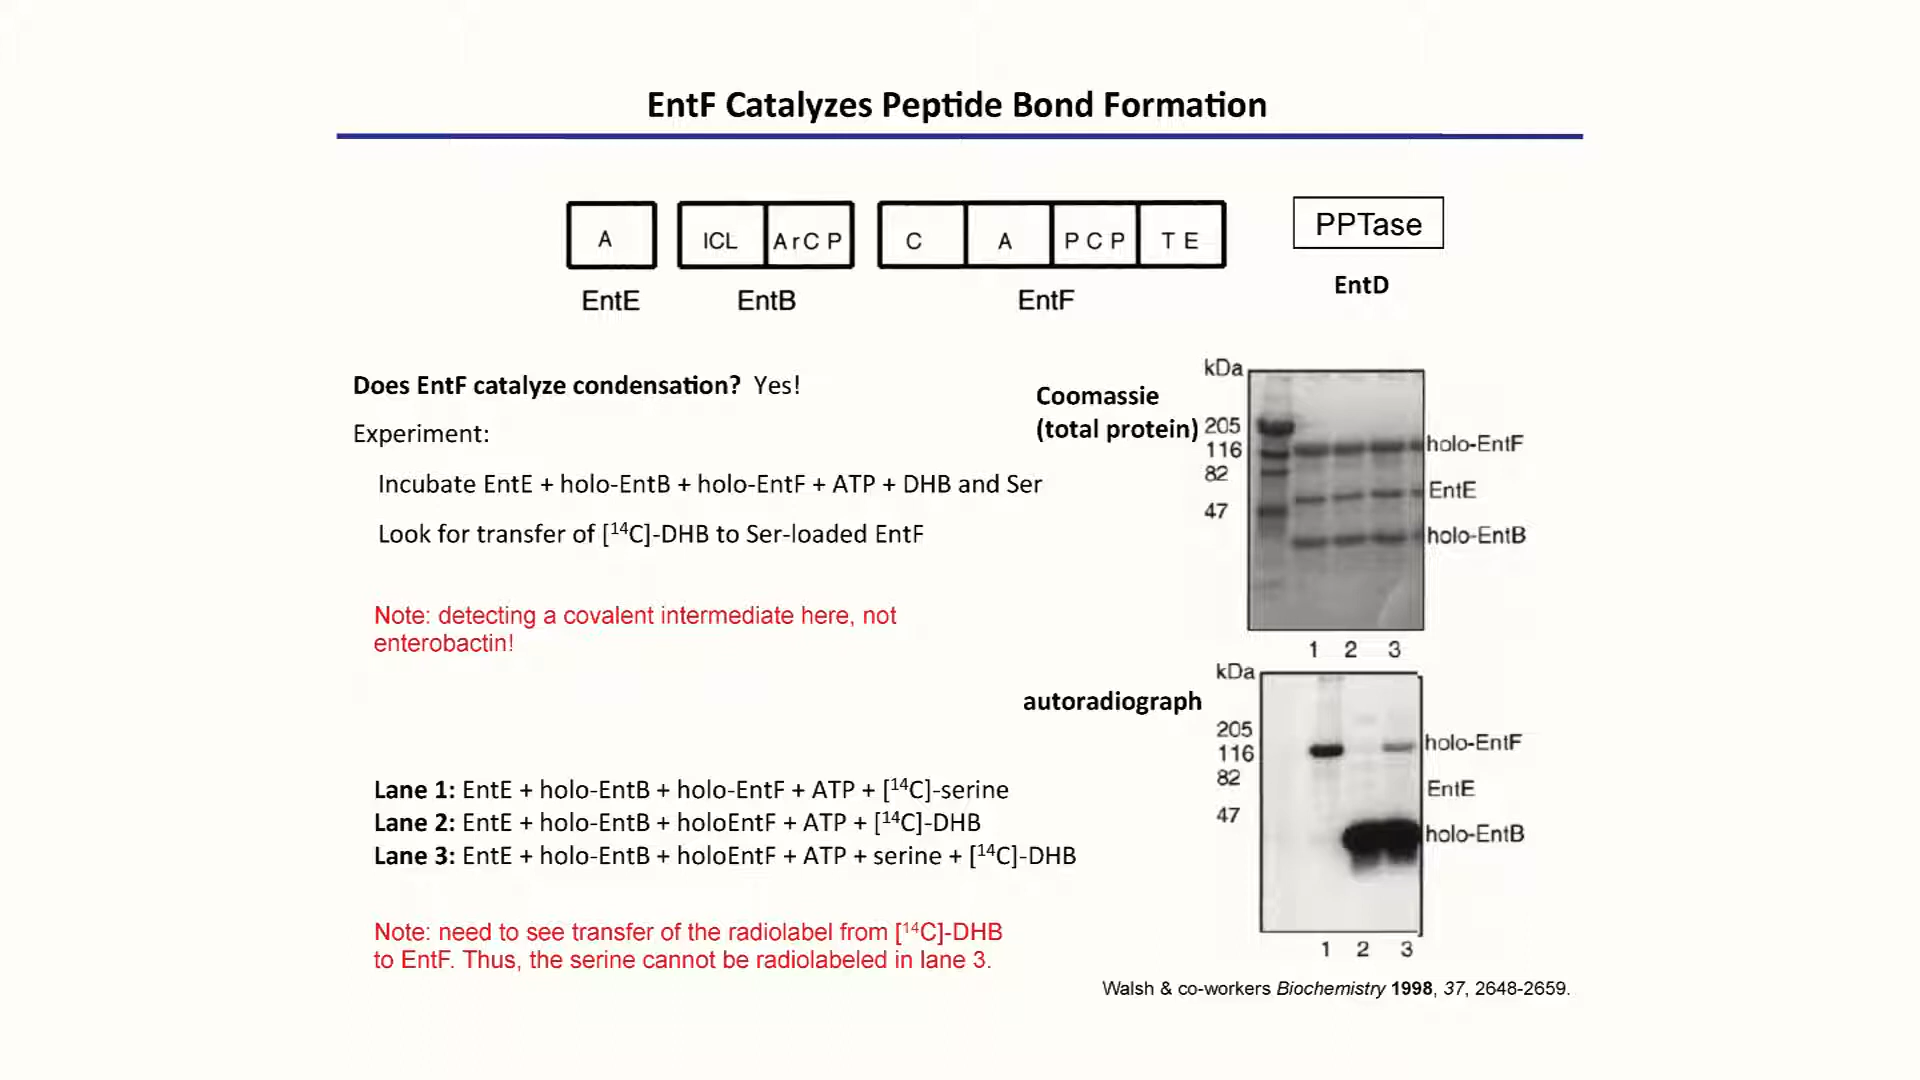 EntF Catalyzes Peptide Bond Formation
A
ICL
ArCP
C
A
PCP
TE
PPTase
EntE
EntB
EntF
EntD
Does EntF catalyze condensation? Yes!
Experiment:
Incubate EntE + holo-EntB + holo-EntF + ATP + DHB and Ser
Look for transfer of [¹⁴C]-DHB to Ser-loaded EntF
Note: detecting a covalent intermediate here, not
enterobactin!
Coomassie
(total protein)
kDa
205
116
82
47
holo-EntF
EntE
holo-EntB
1 2 3
autoradiograph
kDa
205
116
82
47
holo-EntF
EntE
holo-EntB
1 2 3
Lane 1: EntE + holo-EntB + holo-EntF + ATP + [¹⁴C]-serine
Lane 2: EntE + holo-EntB + holoEntF + ATP + [¹⁴C]-DHB
Lane 3: EntE + holo-EntB + holoEntF + ATP + serine + [¹⁴C]-DHB
Note: need to see transfer of the radiolabel from [¹⁴C]-DHB
to EntF. Thus, the serine cannot be radiolabeled in lane 3.
Walsh & co-workers Biochemistry 1998, 37, 2648-2659.